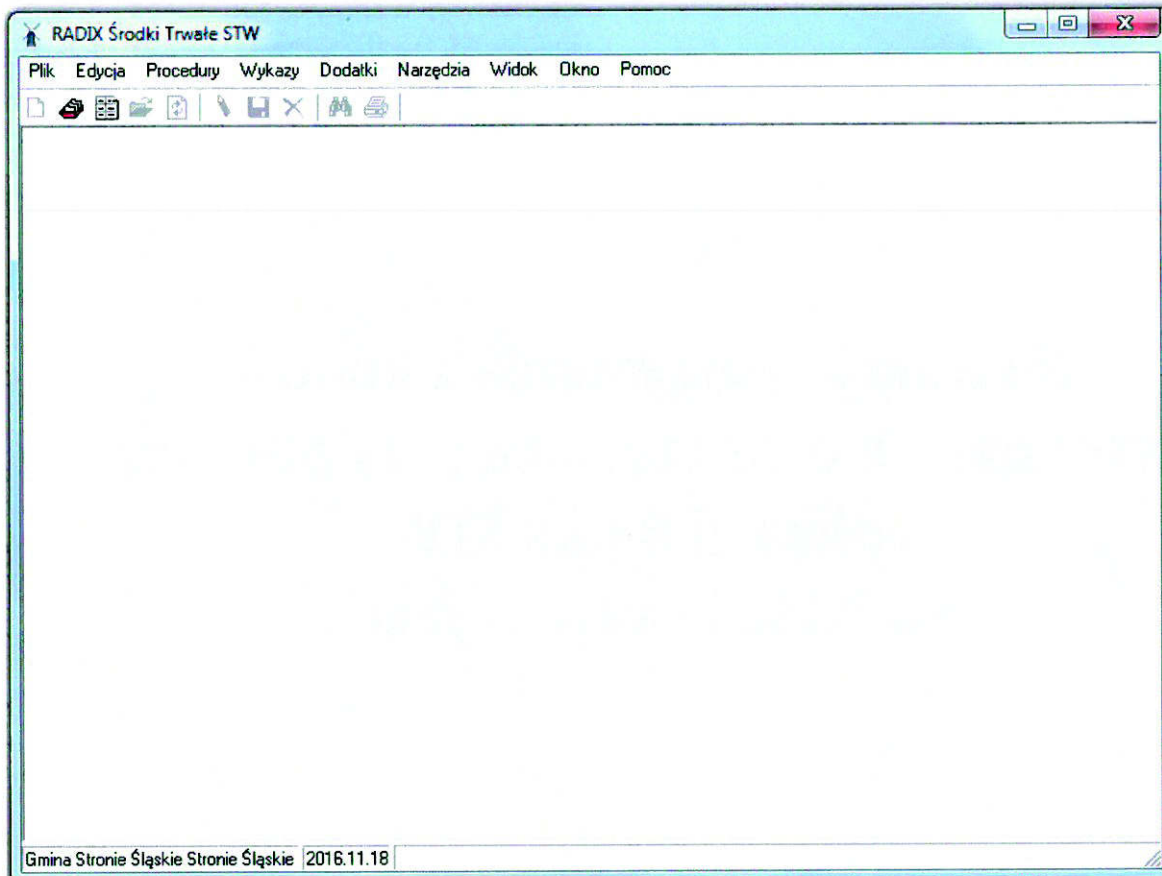 RADIX Środki Trwałe STW
Plik Edycja Procedury Wykazy Dodatki Narzędzia Widok Okno Pomoc
Gmina Stronie Śląskie Stronie Śląskie 2016.11.18